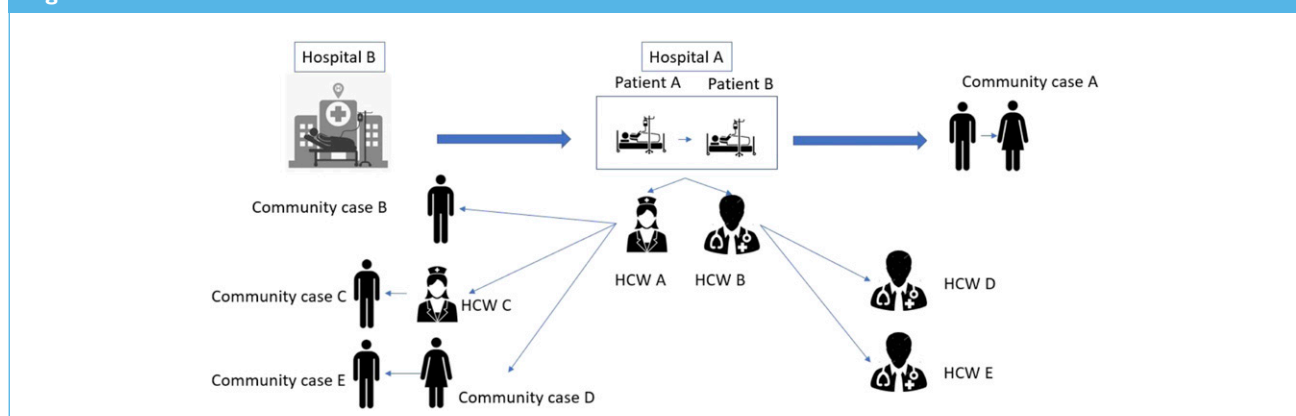 Hospital B
Hospital A
Patient A
Patient B
Community case A
Community case B
HCW A
HCW B
Community case C
HCW C
HCW D
Community case E
Community case D
HCW E